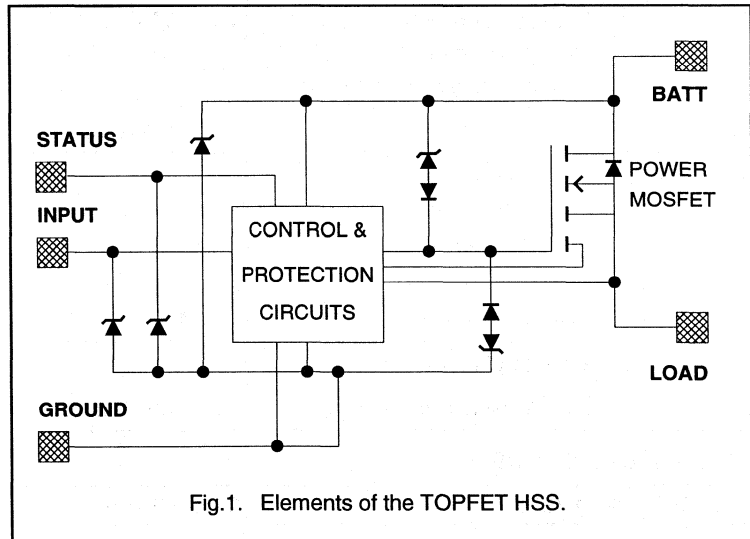 BATT
STATUS
POWER
MOSFET
INPUT
CONTROL &
PROTECTION
CIRCUITS
LOAD
GROUND
Fig.1. Elements of the TOPFET HSS.